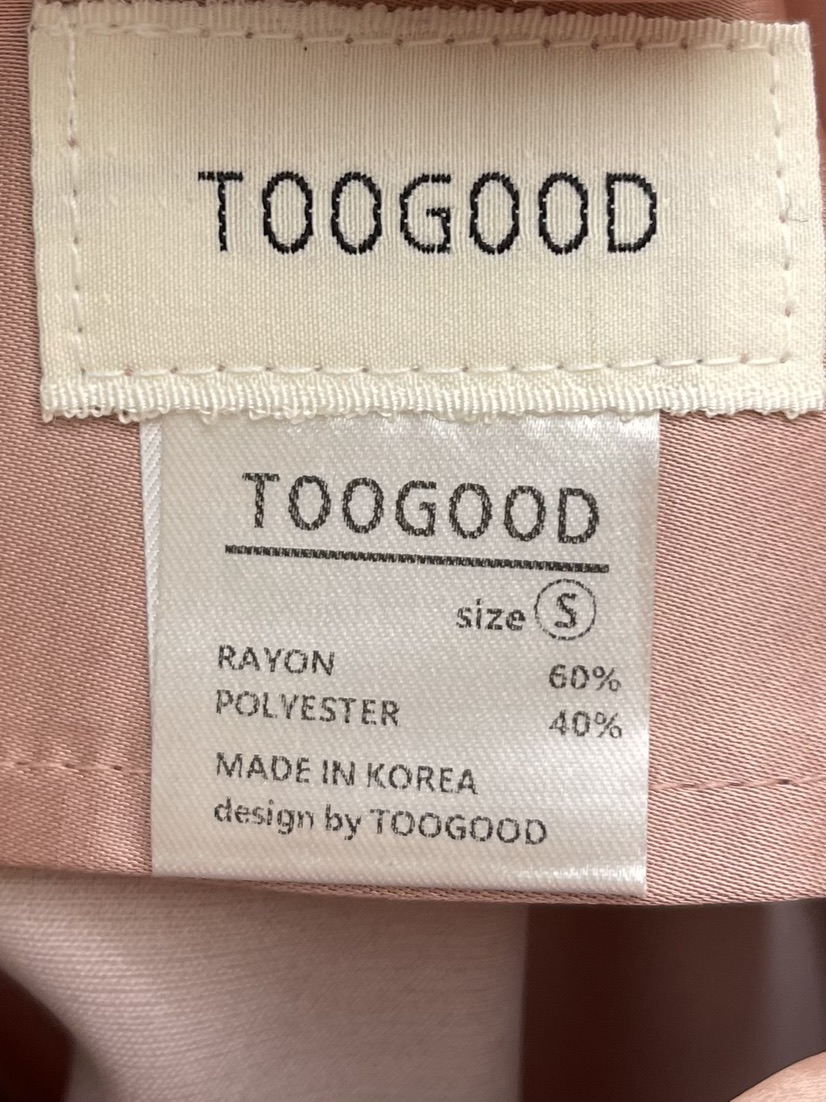 TOOGOOD
TOOGOOD
size S
RAYON 60%
POLYESTER 40%
MADE IN KOREA
design by TOOGOOD